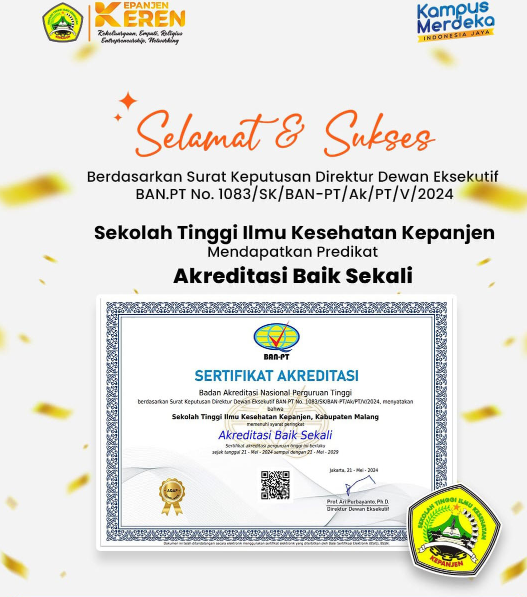 KEPANJEN
KEREN
Kekeluargaan, Empati, Religius
Entrepreneurship, Networking
Kampus
Merdeka
INDONESIA JAYA
Selamat & Sukses
Berdasarkan Surat Keputusan Direktur Dewan Eksekutif
BAN.PT No. 1083/SK/BAN-PT/Ak/PT/V/2024
Sekolah Tinggi Ilmu Kesehatan Kepanjen
Mendapatkan Predikat
Akreditasi Baik Sekali
BAN-PT
SERTIFIKAT AKREDITASI
Badan Akreditasi Nasional Perguruan Tinggi
berdasarkan Surat Keputusan Direktur Dewan Eksekutif BAN PT No. 1083/SK/BAN-PT/Ak/PT/V/2024, menyatakan
bahwa
Sekolah Tinggi Ilmu Kesehatan Kepanjen, Kabupaten Malang
memenuhi syarat peringkat
Akreditasi Baik Sekali
Sertifikat akreditasi perguruan tinggi ini berlaku
sejak tanggal 21 - Mei - 2024 sampai dengan 21 - Mei - 2029
Jakarta, 21 - Mei - 2024
Prof. Ari Purbayanto, Ph.D.
Direktur Dewan Eksekutif
SEKOLAH TINGGI ILMU KESEHATAN
KEPANJEN